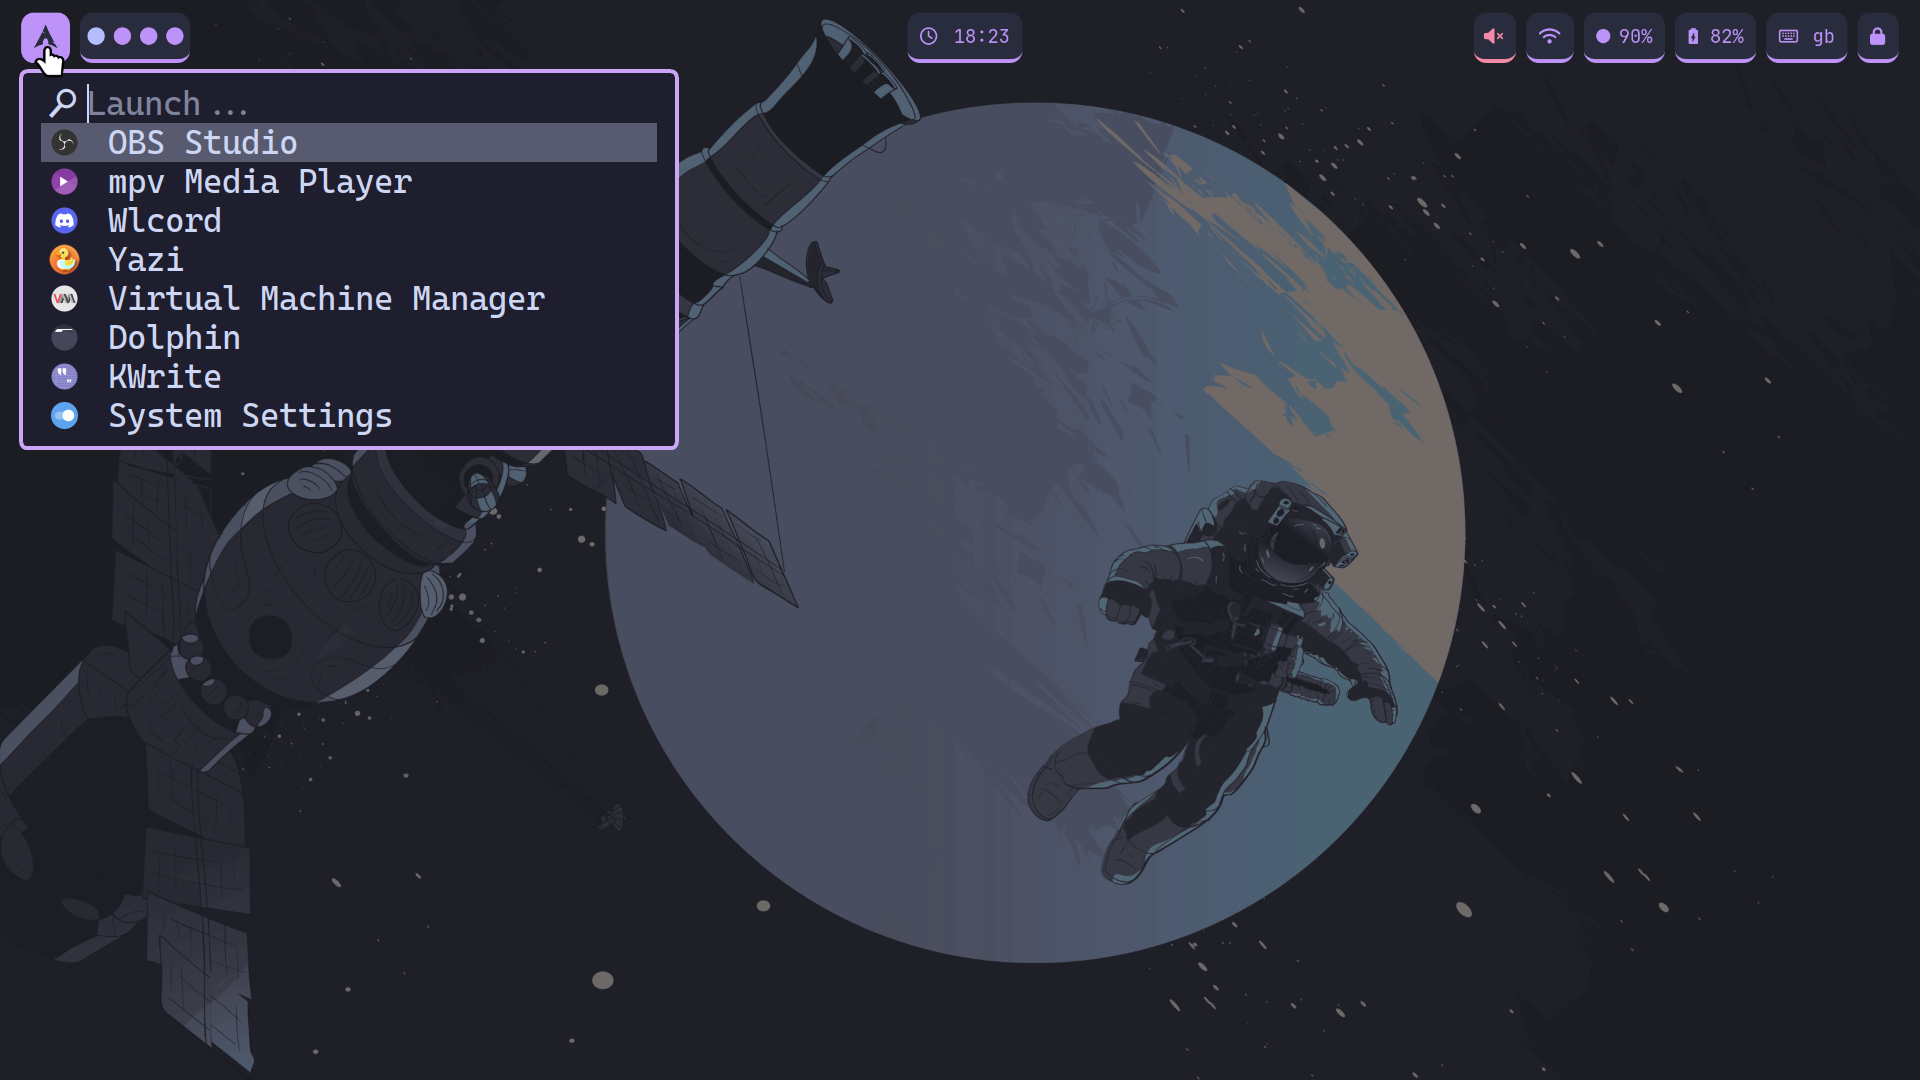 18:23
90%
82%
gb
Launch ...
OBS Studio
mpv Media Player
Wlcord
Yazi
Virtual Machine Manager
Dolphin
KWrite
System Settings